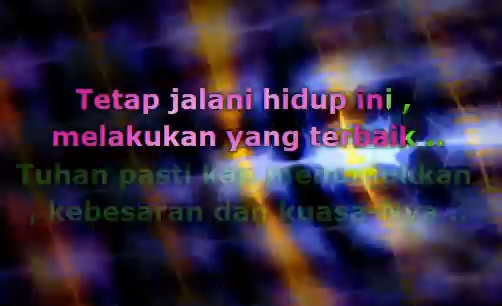 Tetap jalani hidup ini ,
melakukan yang terbaik ..
Tuhan pasti kan menunjukkan
, kebesaran dan kuasa-nya ..